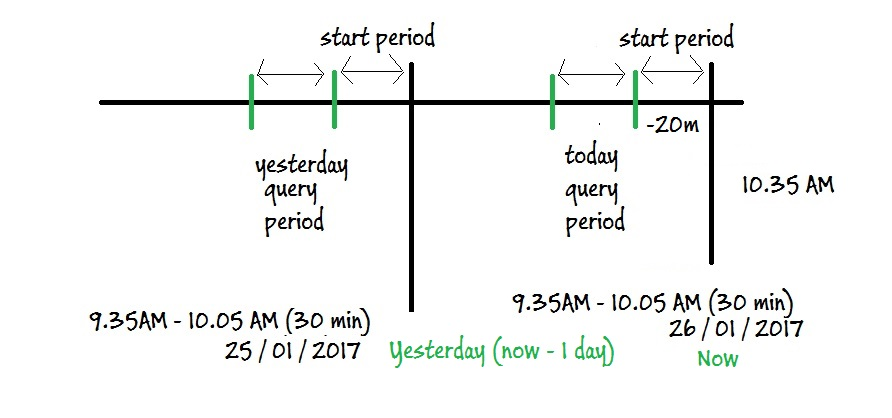 start period
start period
-20m
yesterday
query
period
today
query
period
10.35 AM
9.35AM - 10.05 AM (30 min)
25 / 01 / 2017
Yesterday (now - 1 day)
9.35AM - 10.05 AM (30 min)
26 / 01 / 2017
Now